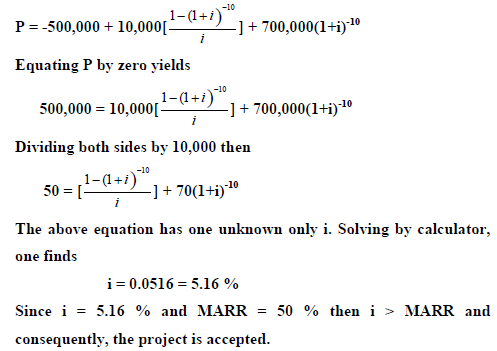 P = -500,000 + 10,000[\frac{1-(1+i)^{-10}}{i}] + 700,000(1+i)^{-10}
Equating P by zero yields
500,000 = 10,000[\frac{1-(1+i)^{-10}}{i}] + 700,000(1+i)^{-10}
Dividing both sides by 10,000 then
50 = [\frac{1-(1+i)^{-10}}{i}] + 70(1+i)^{-10}
The above equation has one unknown only i. Solving by calculator,
one finds
i = 0.0516 = 5.16 %
Since i = 5.16 % and MARR = 50 % then i > MARR and
consequently, the project is accepted.